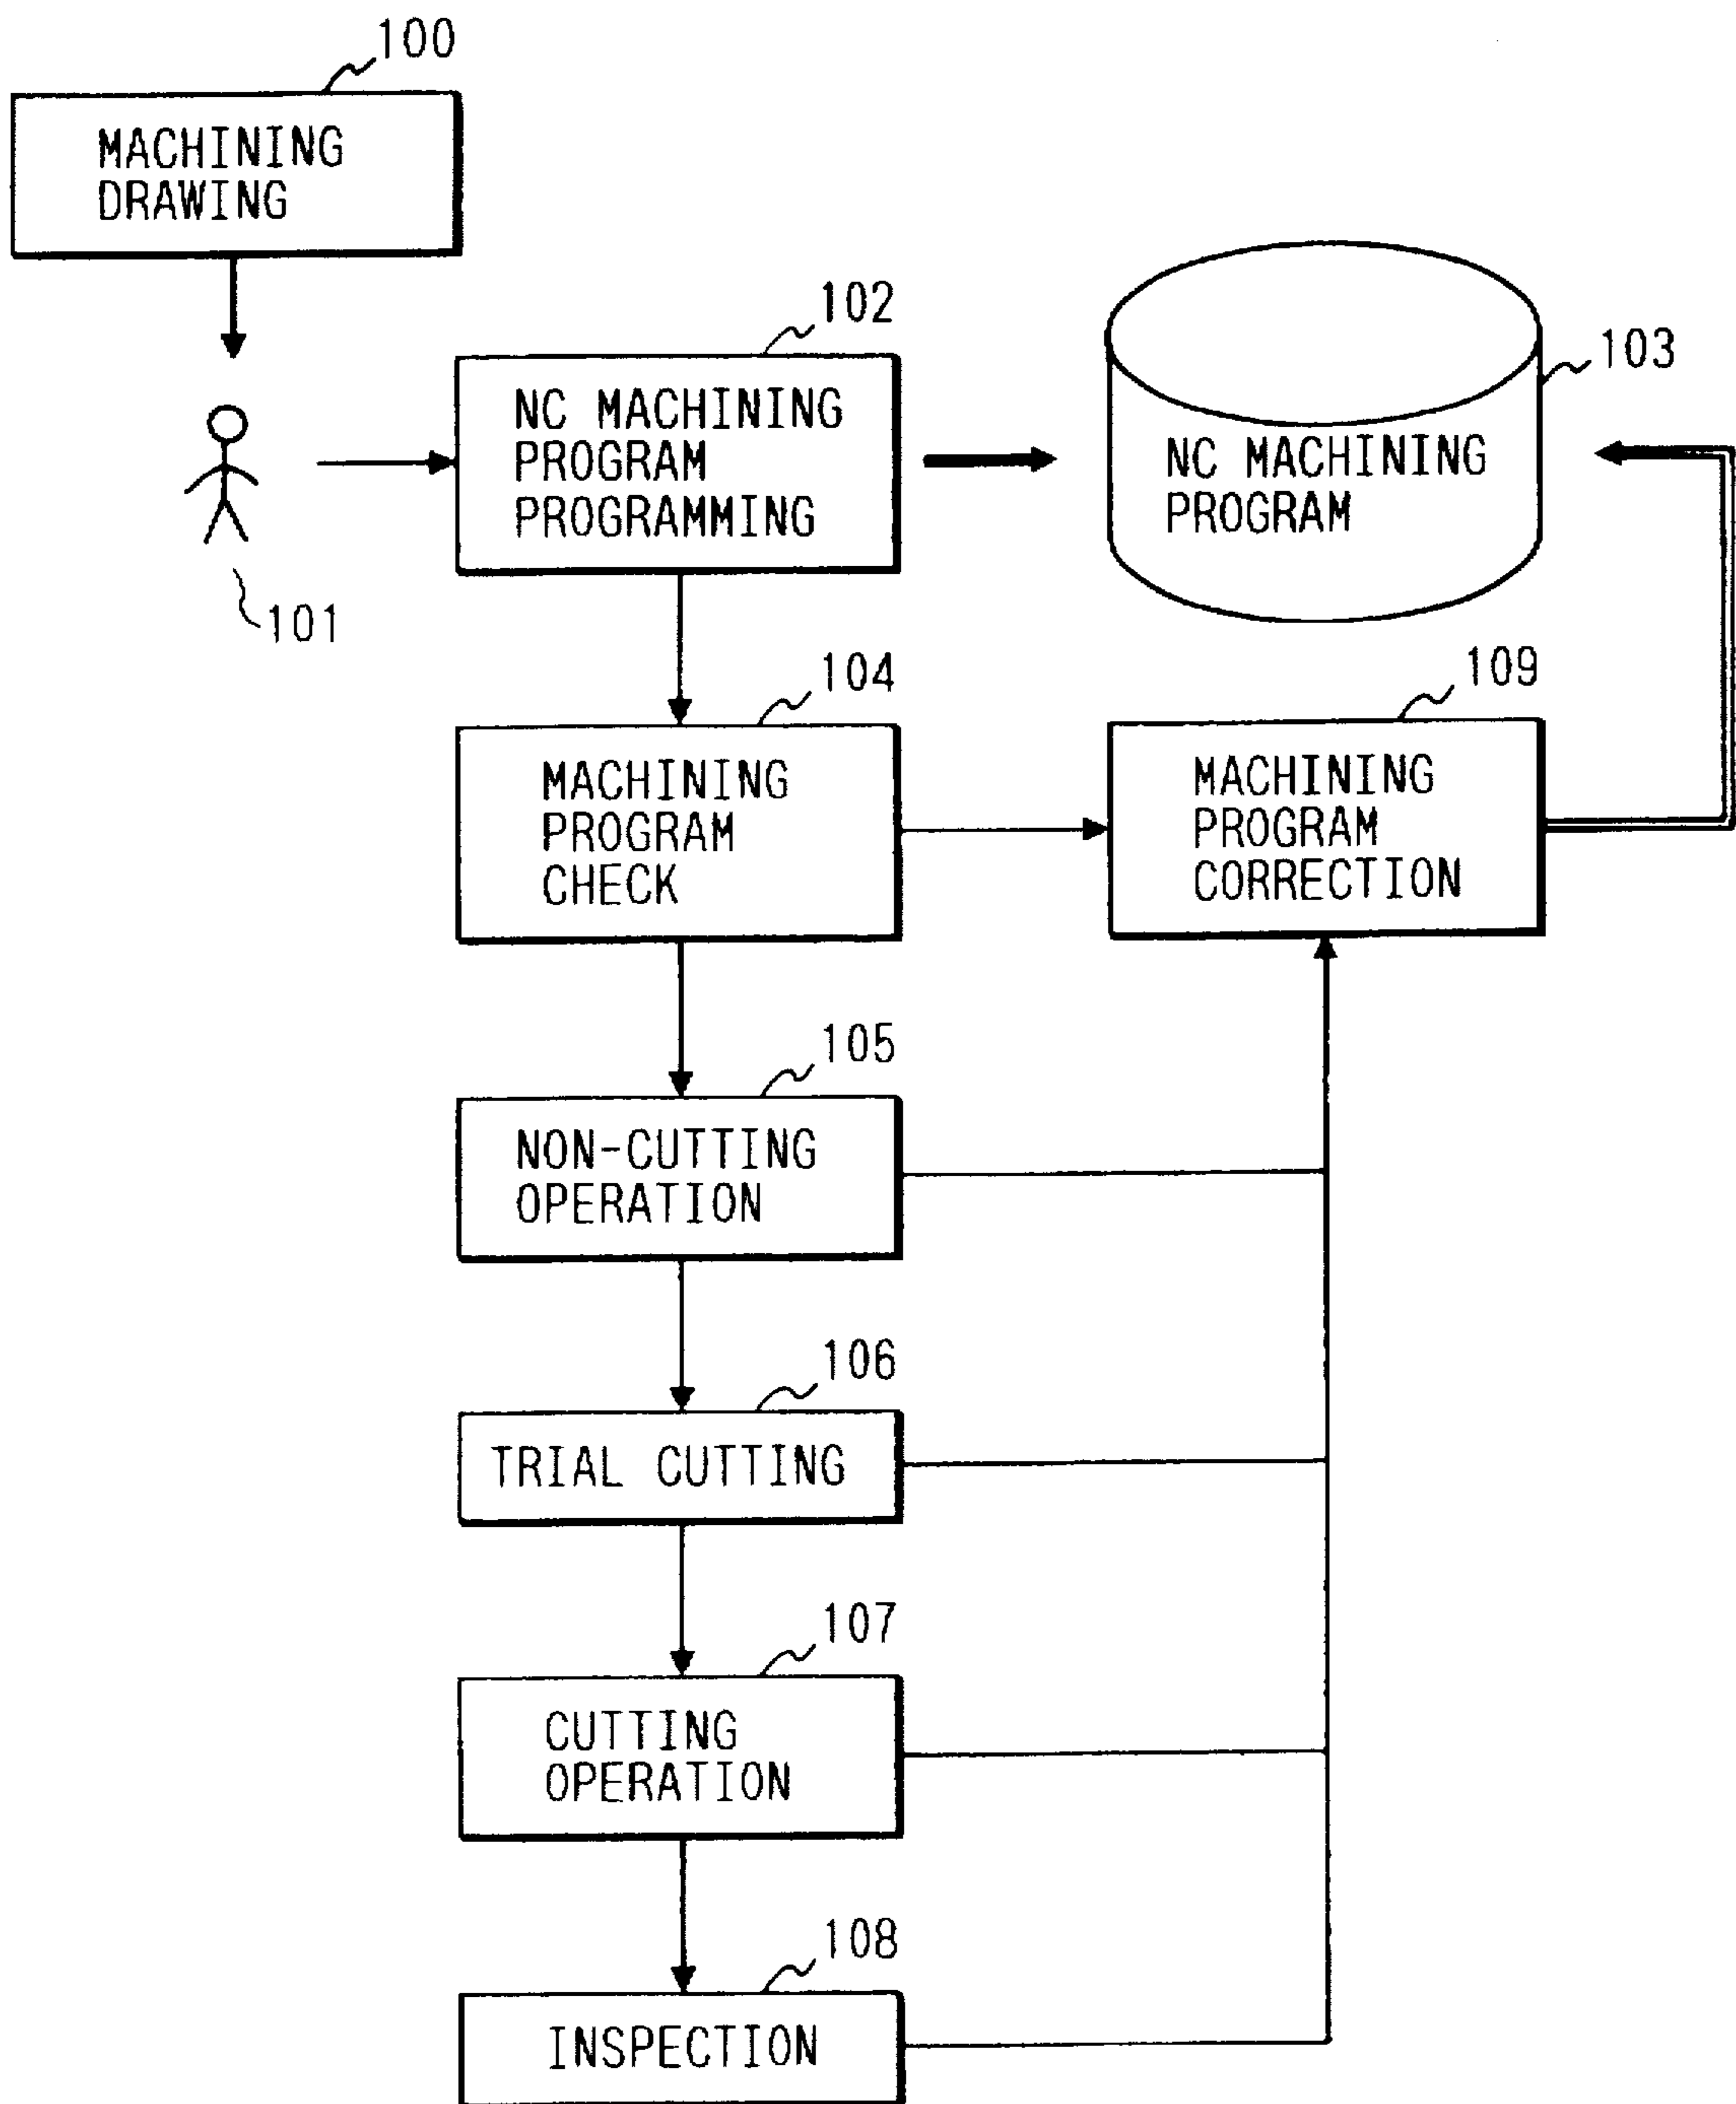 100
MACHINING
DRAWING
102
NC MACHINING
PROGRAM
PROGRAMMING
103
NC MACHINING
PROGRAM
101
104
MACHINING
PROGRAM
CHECK
109
MACHINING
PROGRAM
CORRECTION
105
NON-CUTTING
OPERATION
106
TRIAL CUTTING
107
CUTTING
OPERATION
108
INSPECTION